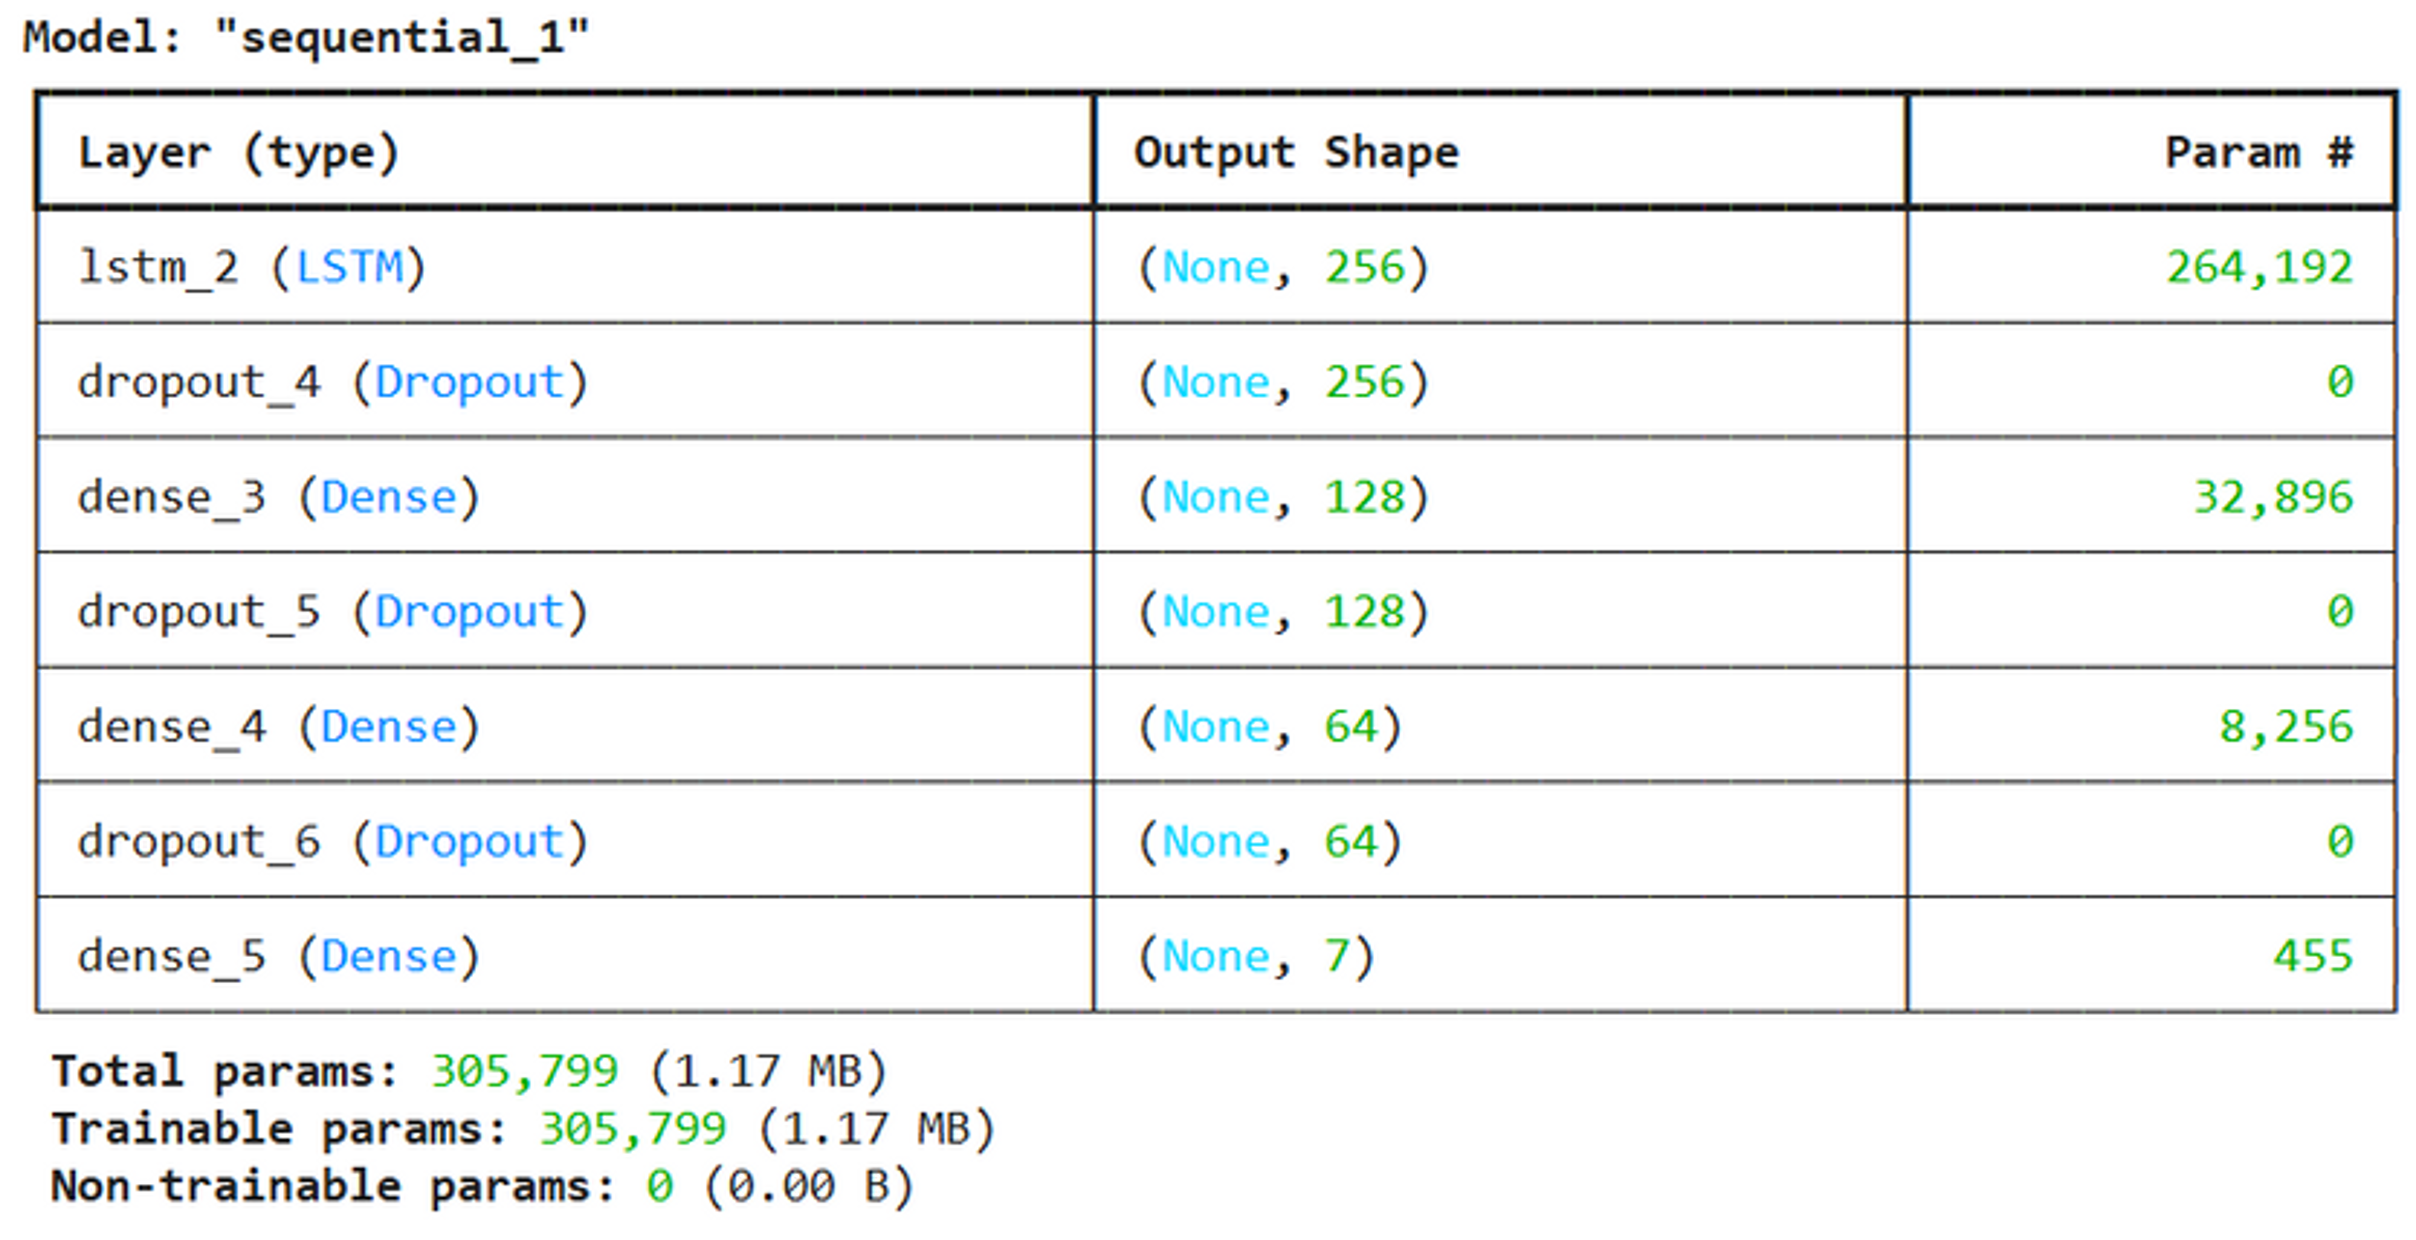 Model: "sequential_1"
Layer (type) Output Shape Param #
lstm_2 (LSTM) (None, 256) 264,192
dropout_4 (Dropout) (None, 256) 0
dense_3 (Dense) (None, 128) 32,896
dropout_5 (Dropout) (None, 128) 0
dense_4 (Dense) (None, 64) 8,256
dropout_6 (Dropout) (None, 64) 0
dense_5 (Dense) (None, 7) 455
Total params: 305,799 (1.17 MB)
Trainable params: 305,799 (1.17 MB)
Non-trainable params: 0 (0.00 B)